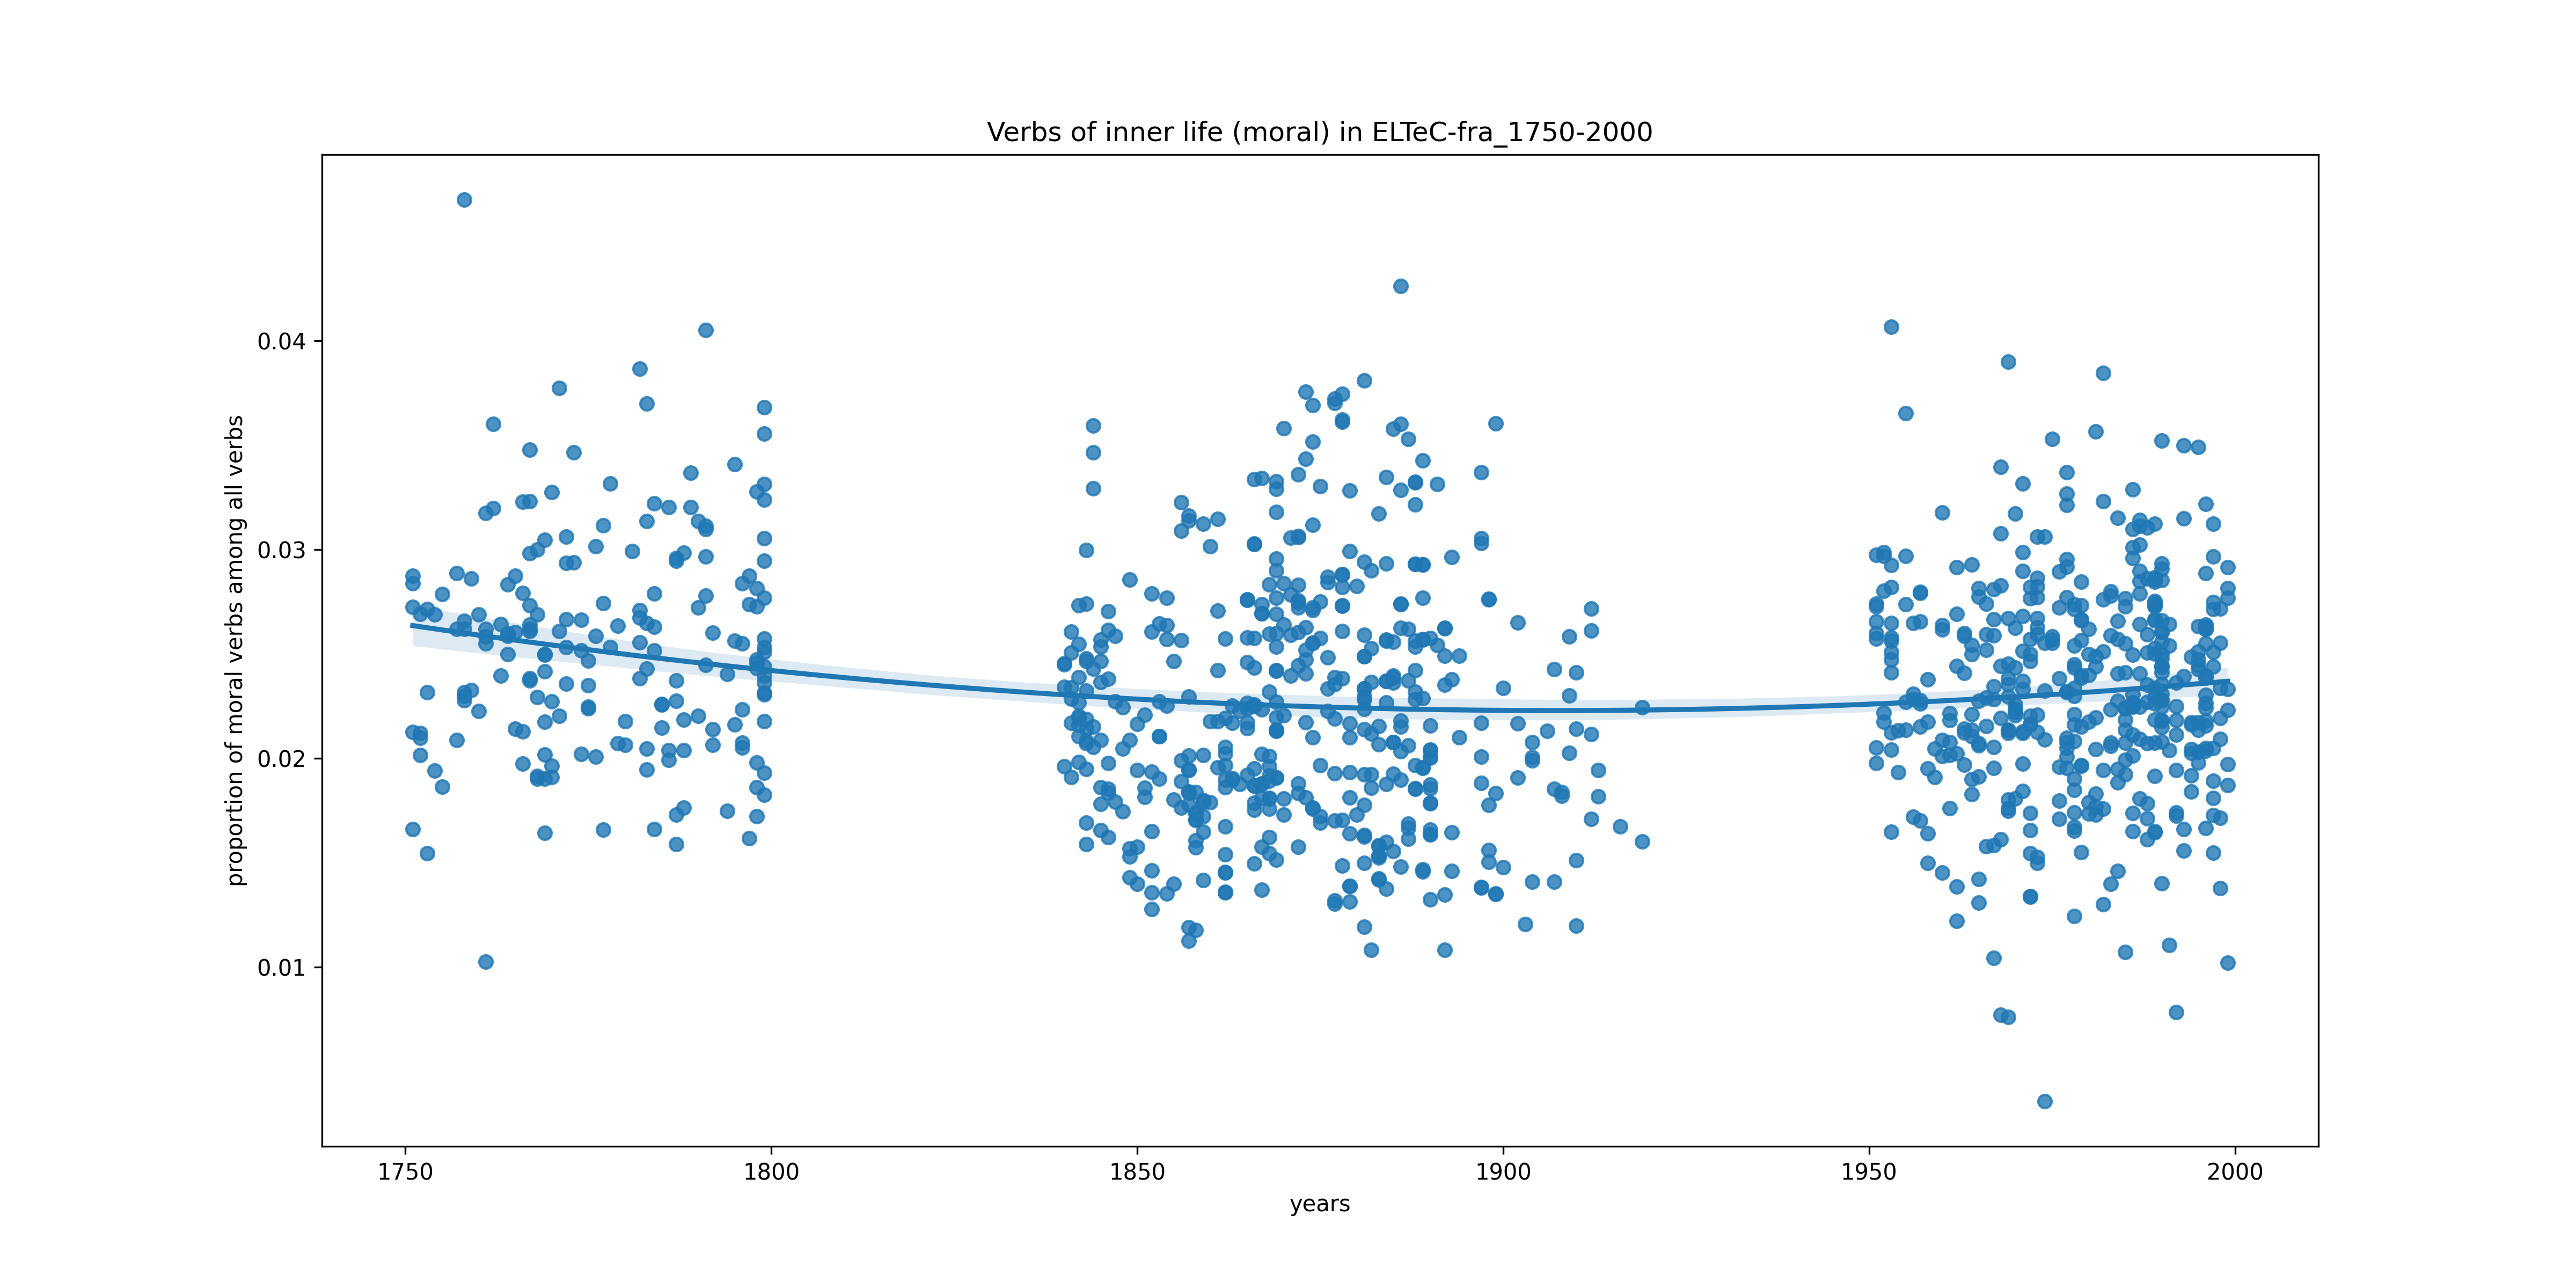 Verbs of inner life (moral) in ELTeC-fra_1750-2000
proportion of moral verbs among all verbs
0.04
0.03
0.02
0.01
1750 1800 1850 1900 1950 2000
years